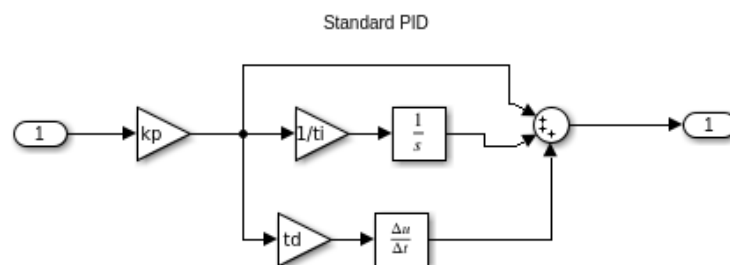 Standard PID
1
kp
1/ti
1
s
+
+
+
1
td
Δu
Δt